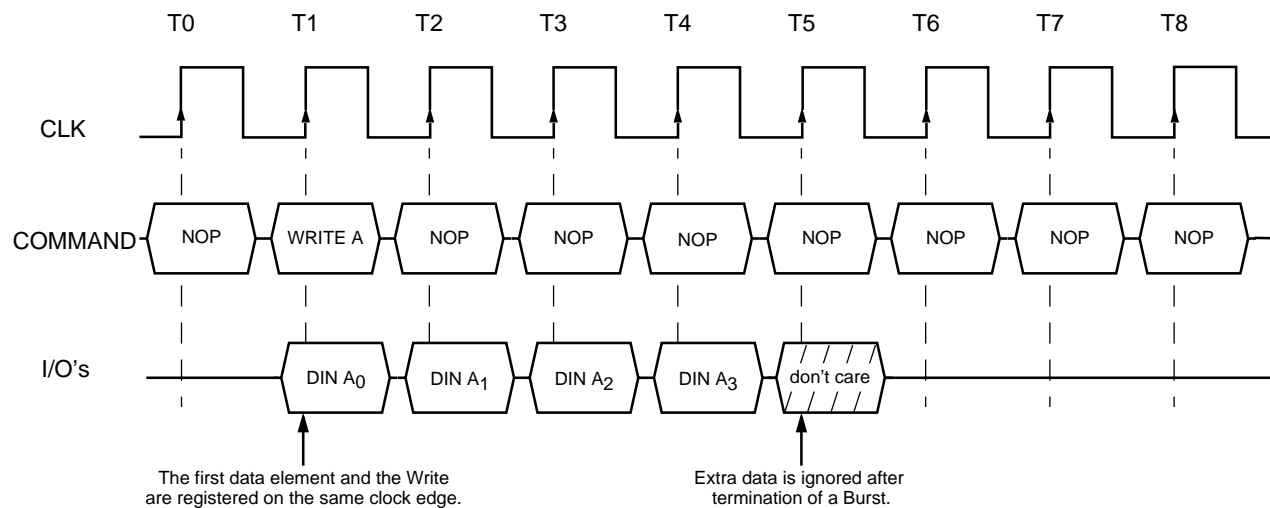 T0 T1 T2 T3 T4 T5 T6 T7 T8
CLK
COMMAND NOP WRITE A NOP NOP NOP NOP NOP NOP NOP
I/O's DIN A0 DIN A1 DIN A2 DIN A3 don't care
The first data element and the Write
are registered on the same clock edge.
Extra data is ignored after
termination of a Burst.